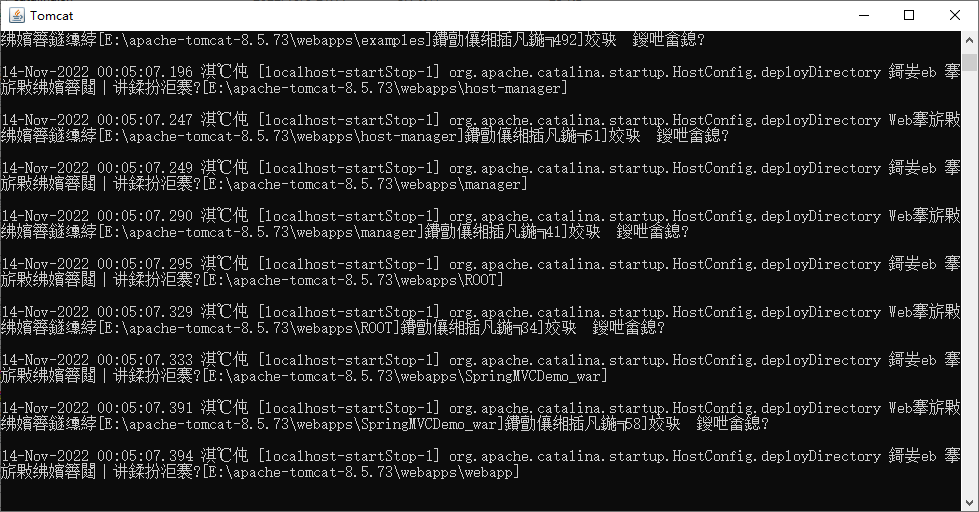 Tomcat
绋嬪簭鐩綍[E:\apache-tomcat-8.5.73\webapps\examples]鐨勯儴缃插凡鍦╗492]姣鍐呭畬鎴?
14-Nov-2022 00:05:07.196 淇℃伅 [localhost-startStop-1] org.apache.catalina.startup.HostConfig.deployDirectory 鎶妛eb 搴
旂敤绋嬪簭閮ㄧ讲鍒扮洰褰?[E:\apache-tomcat-8.5.73\webapps\host-manager]
14-Nov-2022 00:05:07.247 淇℃伅 [localhost-startStop-1] org.apache.catalina.startup.HostConfig.deployDirectory Web搴旂敤
绋嬪簭鐩綍[E:\apache-tomcat-8.5.73\webapps\host-manager]鐨勯儴缃插凡鍦╗51]姣鍐呭畬鎴?
14-Nov-2022 00:05:07.249 淇℃伅 [localhost-startStop-1] org.apache.catalina.startup.HostConfig.deployDirectory 鎶妛eb 搴
旂敤绋嬪簭閮ㄧ讲鍒扮洰褰?[E:\apache-tomcat-8.5.73\webapps\manager]
14-Nov-2022 00:05:07.290 淇℃伅 [localhost-startStop-1] org.apache.catalina.startup.HostConfig.deployDirectory Web搴旂敤
绋嬪簭鐩綍[E:\apache-tomcat-8.5.73\webapps\manager]鐨勯儴缃插凡鍦╗41]姣鍐呭畬鎴?
14-Nov-2022 00:05:07.295 淇℃伅 [localhost-startStop-1] org.apache.catalina.startup.HostConfig.deployDirectory 鎶妛eb 搴
旂敤绋嬪簭閮ㄧ讲鍒扮洰褰?[E:\apache-tomcat-8.5.73\webapps\ROOT]
14-Nov-2022 00:05:07.329 淇℃伅 [localhost-startStop-1] org.apache.catalina.startup.HostConfig.deployDirectory Web搴旂敤
绋嬪簭鐩綍[E:\apache-tomcat-8.5.73\webapps\ROOT]鐨勯儴缃插凡鍦╗34]姣鍐呭畬鎴?
14-Nov-2022 00:05:07.333 淇℃伅 [localhost-startStop-1] org.apache.catalina.startup.HostConfig.deployDirectory 鎶妛eb 搴
旂敤绋嬪簭閮ㄧ讲鍒扮洰褰?[E:\apache-tomcat-8.5.73\webapps\SpringMVCDemo_war]
14-Nov-2022 00:05:07.391 淇℃伅 [localhost-startStop-1] org.apache.catalina.startup.HostConfig.deployDirectory Web搴旂敤
绋嬪簭鐩綍[E:\apache-tomcat-8.5.73\webapps\SpringMVCDemo_war]鐨勯儴缃插凡鍦╗58]姣鍐呭畬鎴?
14-Nov-2022 00:05:07.394 淇℃伅 [localhost-startStop-1] org.apache.catalina.startup.HostConfig.deployDirectory 鎶妛eb 搴
旂敤绋嬪簭閮ㄧ讲鍒扮洰褰?[E:\apache-tomcat-8.5.73\webapps\webapp]